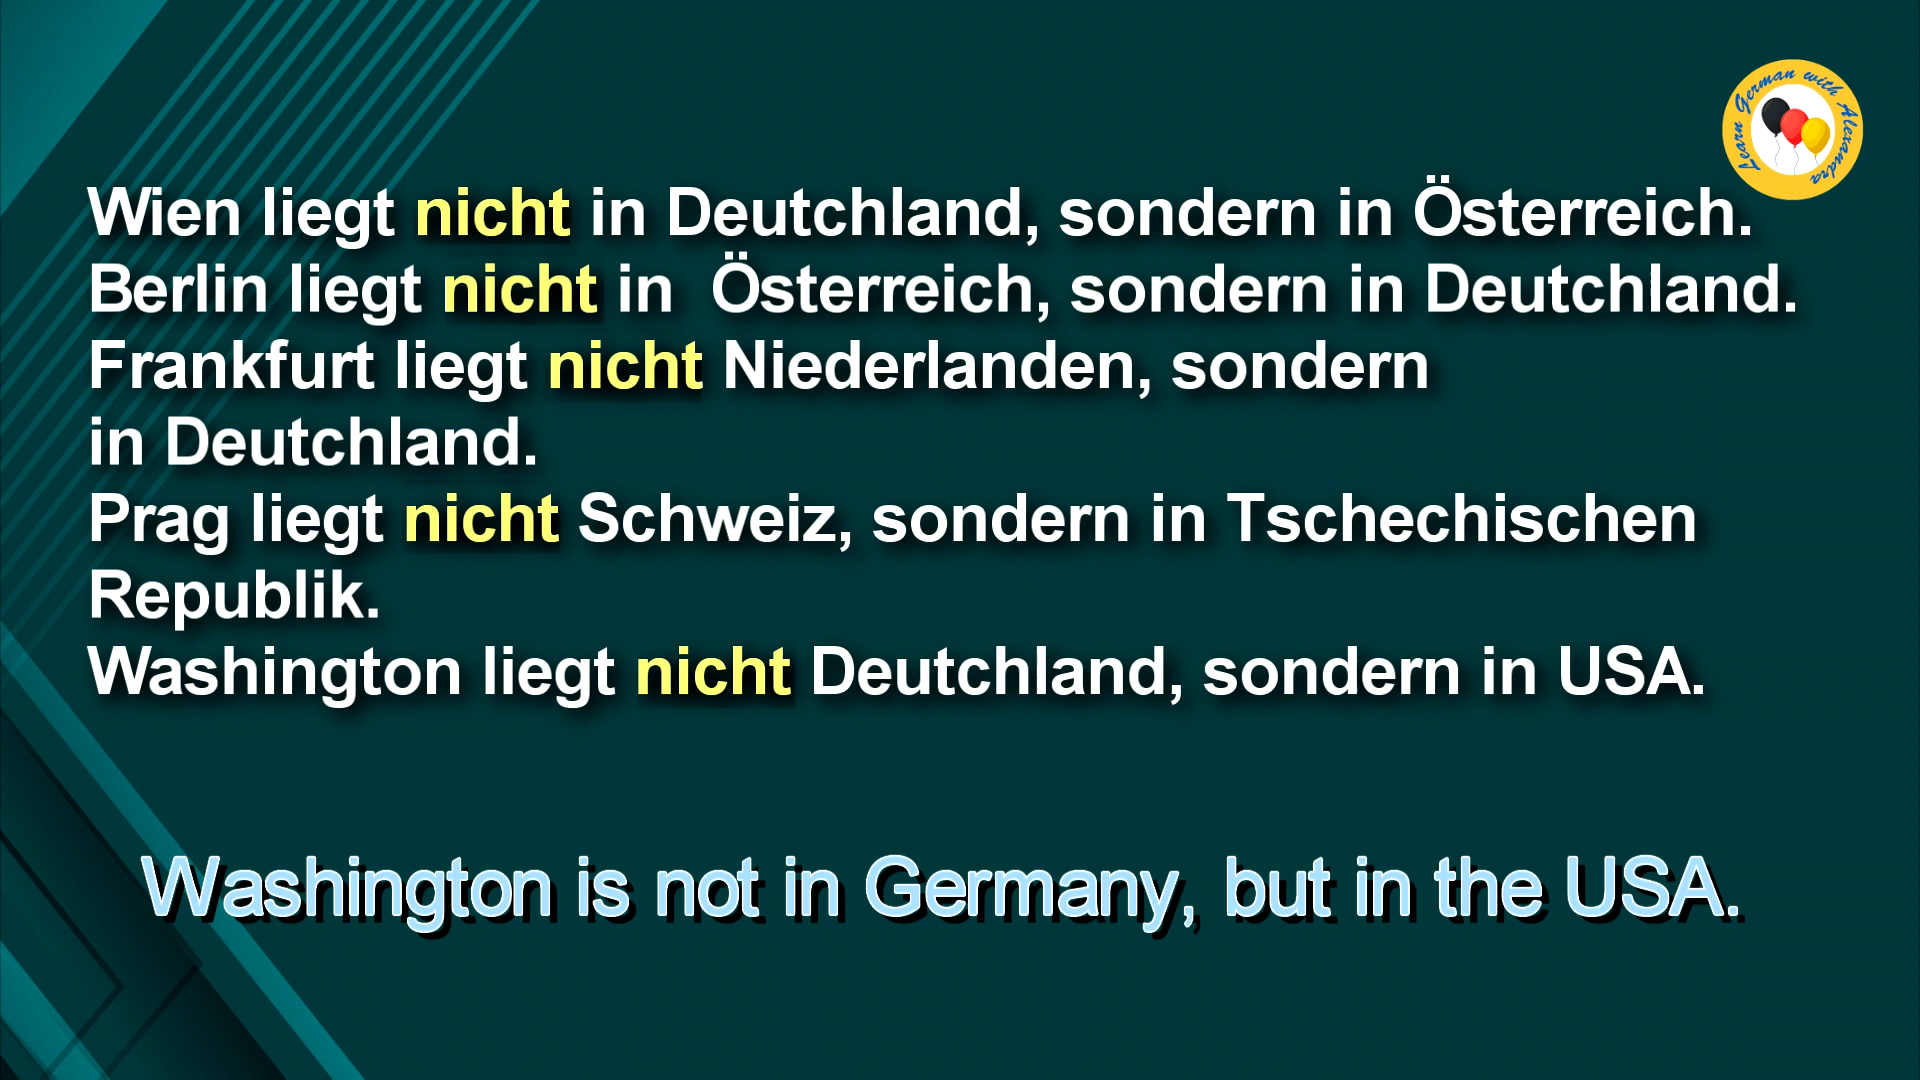 Learn German with Alexandra
Wien liegt nicht in Deutchland, sondern in Österreich.
Berlin liegt nicht in  Österreich, sondern in Deutchland.
Frankfurt liegt nicht Niederlanden, sondern
in Deutchland.
Prag liegt nicht Schweiz, sondern in Tschechischen
Republik.
Washington liegt nicht Deutchland, sondern in USA.
Washington is not in Germany, but in the USA.